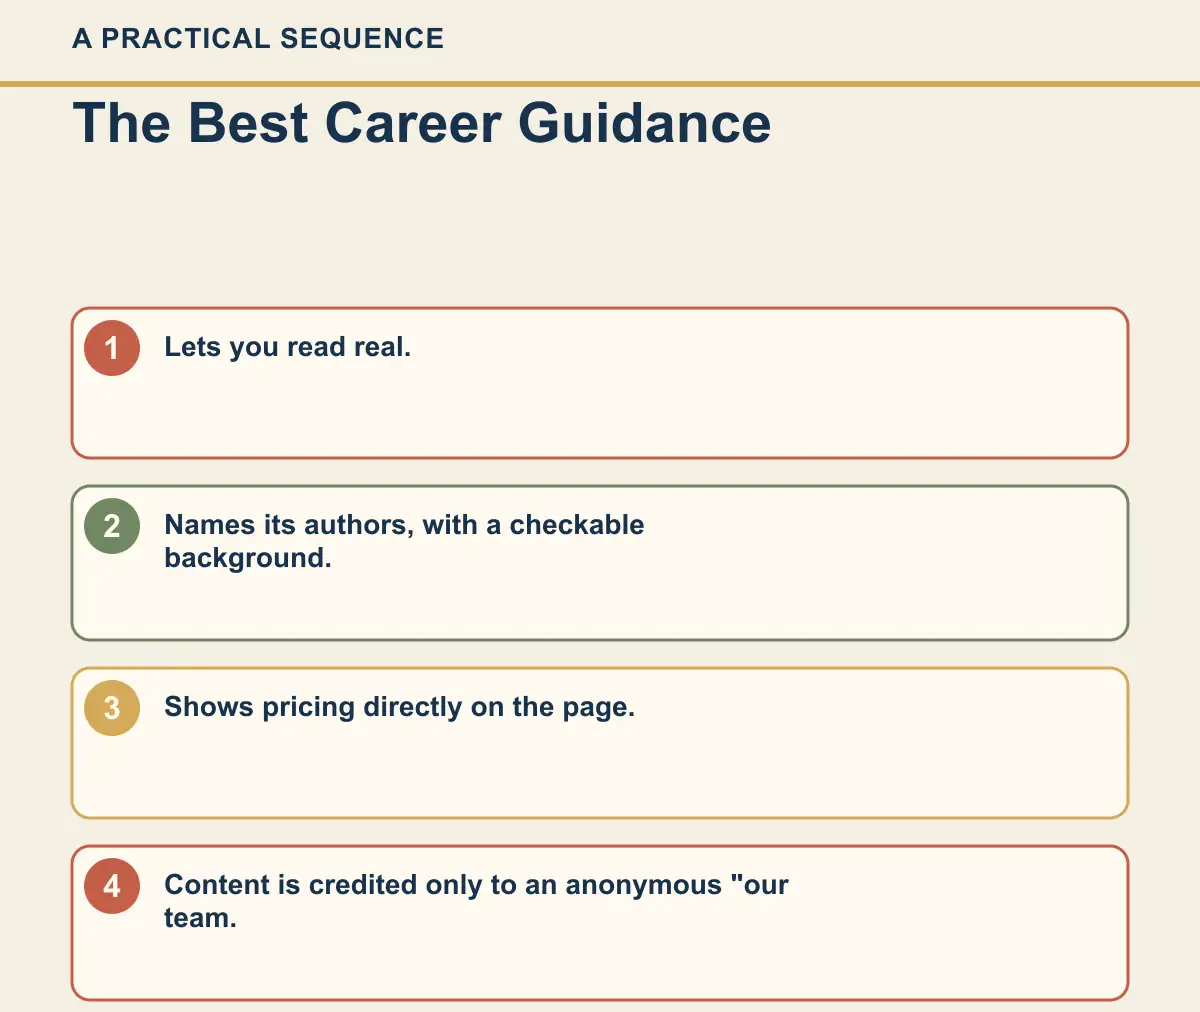 A PRACTICAL SEQUENCE
The Best Career Guidance
1
Lets you read real.
2
Names its authors, with a checkable
background.
3
Shows pricing directly on the page.
4
Content is credited only to an anonymous "our
team.